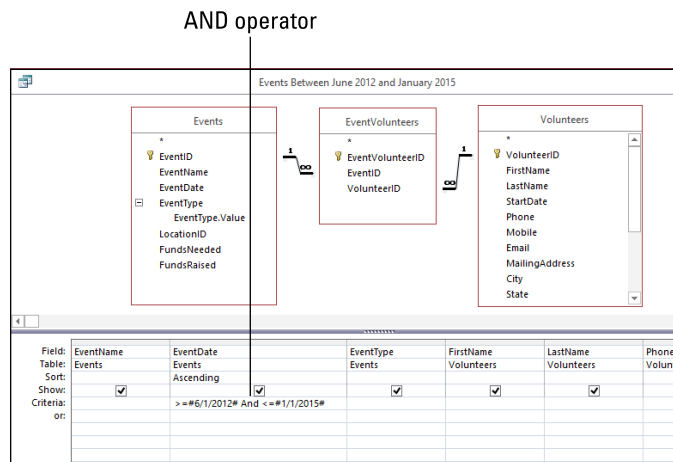 AND operator
Events Between June 2012 and January 2015
Events
*
EventID
EventName
EventDate
EventType
EventType.Value
LocationID
FundsNeeded
FundsRaised
1
∞
EventVolunteers
*
EventVolunteerID
EventID
VolunteerID
1
∞
Volunteers
*
VolunteerID
FirstName
LastName
StartDate
Phone
Mobile
Email
MailingAddress
City
State
Field: EventName EventDate EventType FirstName LastName Phone
Table: Events Events Events Volunteers Volunteers Volun
Sort: Ascending
Show:
Criteria: >=#6/1/2012# And <=#1/1/2015#
or: